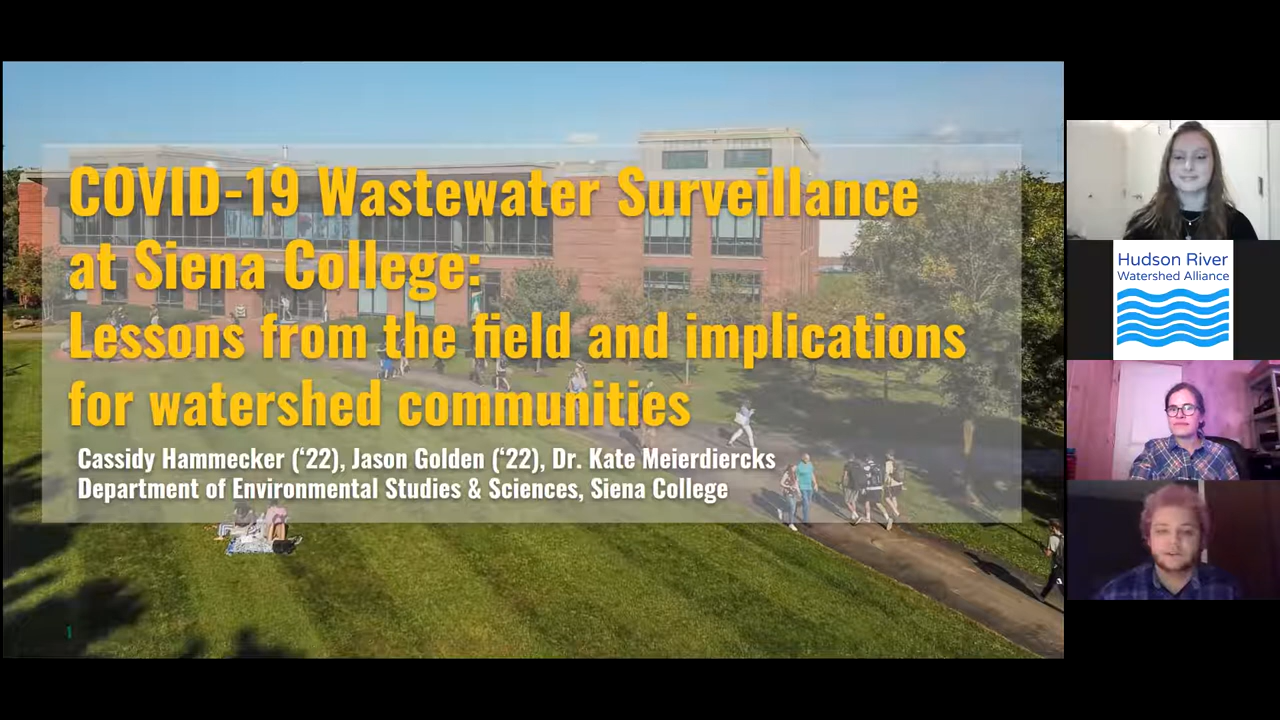 COVID-19 Wastewater Surveillance
at Siena College:
Lessons from the field and implications
for watershed communities
Cassidy Hammecker (‘22), Jason Golden (‘22), Dr. Kate Meierdiercks
Department of Environmental Studies & Sciences, Siena College
1
Hudson River
Watershed Alliance